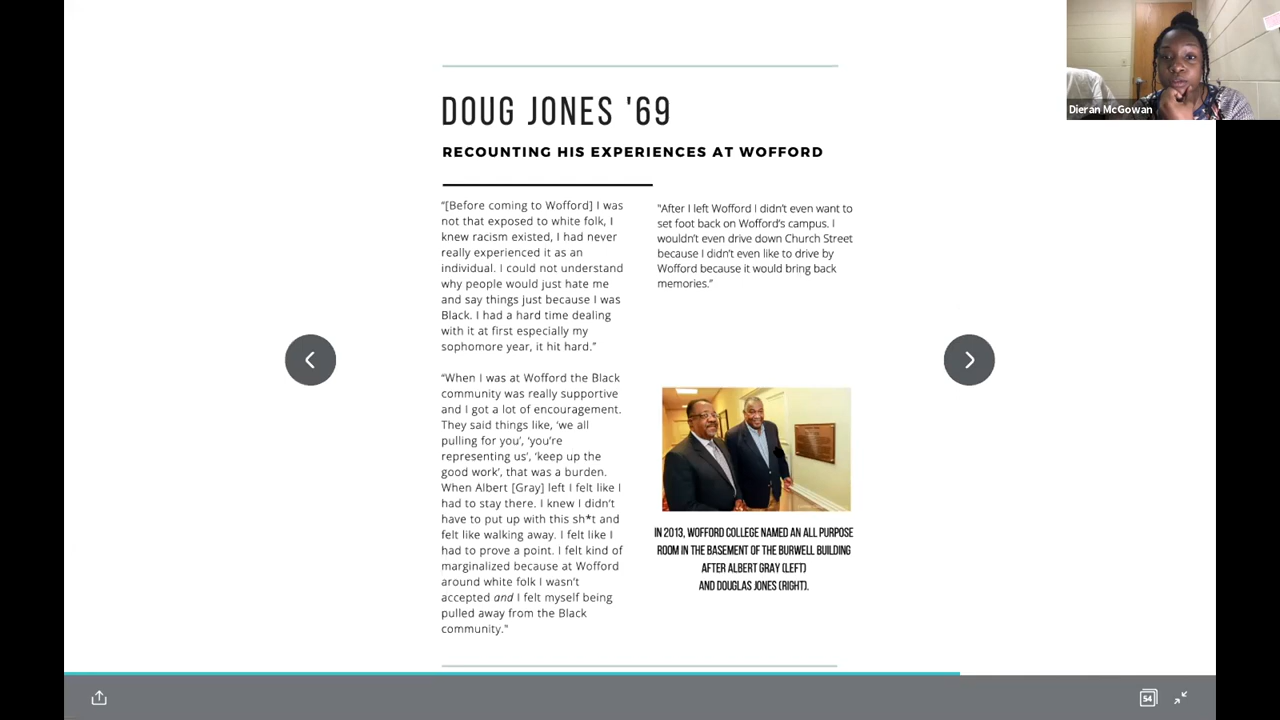 DOUG JONES '69
RECOUNTING HIS EXPERIENCES AT WOFFORD
“[Before coming to Wofford] I was
not that exposed to white folk, I
knew racism existed, I had never
really experienced it as an
individual. I could not understand
why people would just hate me
and say things just because I was
Black. I had a hard time dealing
with it at first especially my
sophomore year, it hit hard.”
“When I was at Wofford the Black
community was really supportive
and I got a lot of encouragement.
They said things like, ‘we all
pulling for you’, ‘you’re
representing us’, ‘keep up the
good work’, that was a burden.
When Albert [Gray] left I felt like I
had to stay there. I knew I didn’t
have to put up with this sh*t and
felt like walking away. I felt like I
had to prove a point. I felt kind of
marginalized because at Wofford
around white folk I wasn’t
accepted and I felt myself being
pulled away from the Black
community."
"After I left Wofford I didn’t even want to
set foot back on Wofford’s campus. I
wouldn’t even drive down Church Street
because I didn’t even like to drive by
Wofford because it would bring back
memories.”
IN 2013, WOFFORD COLLEGE NAMED AN ALL PURPOSE
ROOM IN THE BASEMENT OF THE BURWELL BUILDING
AFTER ALBERT GRAY (LEFT)
AND DOUGLAS JONES (RIGHT).
Dieran McGowan
54